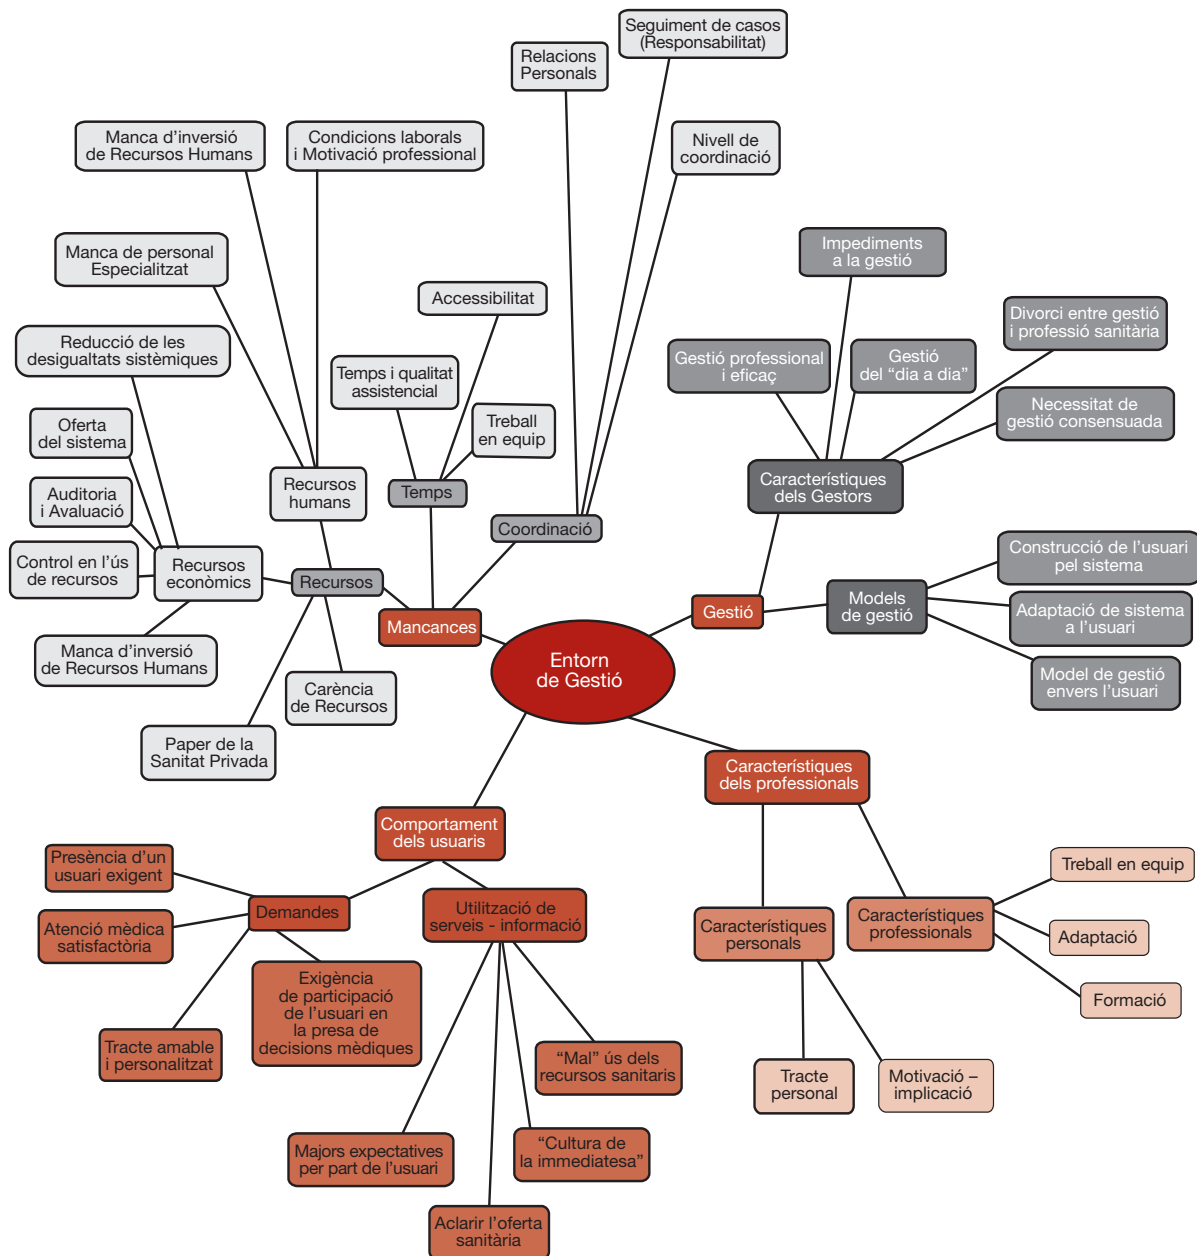 Seguiment de casos
(Responsabilitat)
Relacions
Personals
Manca d’inversió
de Recursos Humans
Condicions laborals
i Motivació professional
Nivell de
coordinació
Manca de personal
Especialitzat
Impediments
a la gestió
Accessibilitat
Divorci entre gestió
i professió sanitària
Reducció de les
desigualtats sistèmiques
Temps i qualitat
assistencial
Gestió professional
i eficaç
Gestió
del “dia a dia”
Necessitat de
gestió consensuada
Oferta
del sistema
Treball
en equip
Auditoria
i Avaluació
Recursos
humans
Temps
Característiques
dels Gestors
Coordinació
Control en l’ús
de recursos
Recursos
econòmics
Recursos
Construcció de l’usuari
pel sistema
Mancances
Gestió
Models
de gestió
Adaptació de sistema
a l’usuari
Manca d’inversió
de Recursos Humans
Entorn
de Gestió
Model de gestió
envers l’usuari
Carència
de Recursos
Paper de la
Sanitat Privada
Característiques
dels professionals
Comportament
dels usuaris
Presència d’un
usuari exigent
Treball en equip
Demandes
Utilització de
serveis - informació
Característiques
personals
Característiques
professionals
Atenció mèdica
satisfactòria
Adaptació
Exigència
de participació
de l’usuari en
la presa de
decisions mèdiques
Formació
Tracte amable
i personalitzat
“Mal” ús dels
recursos sanitaris
Tracte
personal
Motivació –
implicació
Majors expectatives
per part de l’usuari
“Cultura de
la immediatesa”
Aclarir l’oferta
sanitària